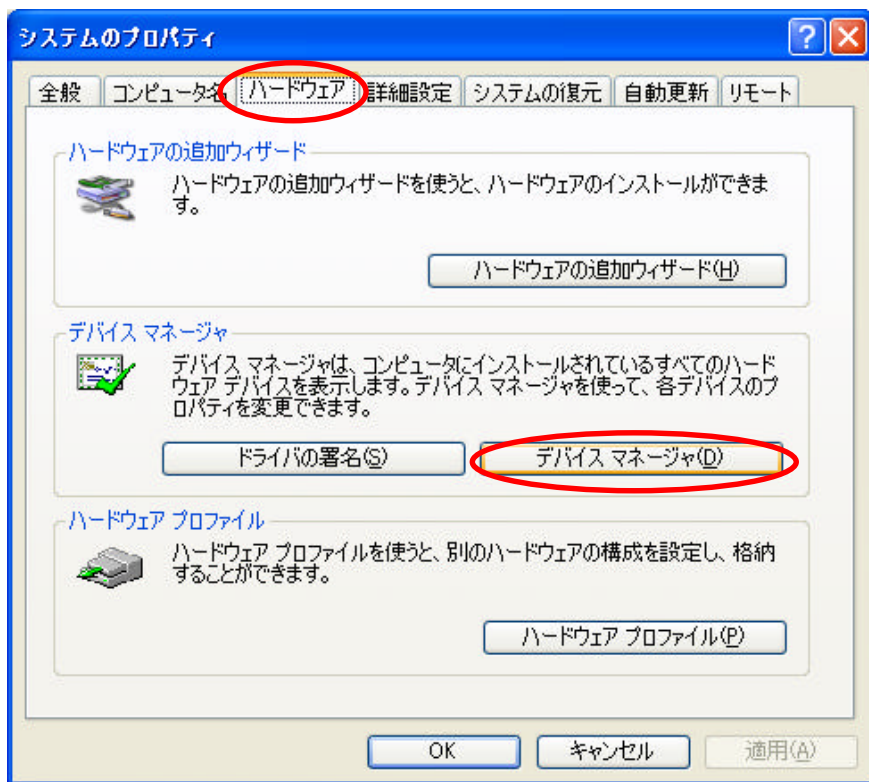 システムのプロパティ
全般 コンピュータ名 ハードウェア 詳細設定 システムの復元 自動更新 リモート
ハードウェアの追加ウィザード
ハードウェアの追加ウィザードを使うと、ハードウェアのインストールができま
す。
ハードウェアの追加ウィザード(H)
デバイス マネージャ
デバイス マネージャは、コンピュータにインストールされているすべてのハード
ウェア デバイスを表示します。デバイス マネージャを使って、各デバイスのプ
ロパティを変更できます。
ドライバの署名(S) デバイス マネージャ(D)
ハードウェア プロファイル
ハードウェア プロファイルを使うと、別のハードウェアの構成を設定し、格納
することができます。
ハードウェア プロファイル(P)
OK キャンセル 適用(A)